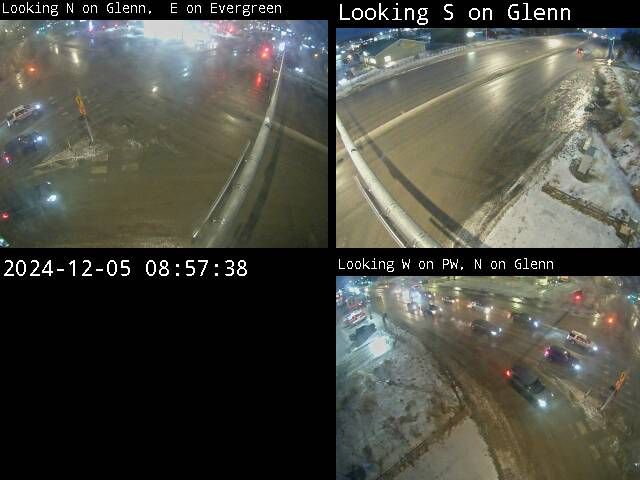 Looking N on Glenn,  E on Evergreen
Looking S on Glenn
2024-12-05 08:57:38
Looking W on PW, N on Glenn